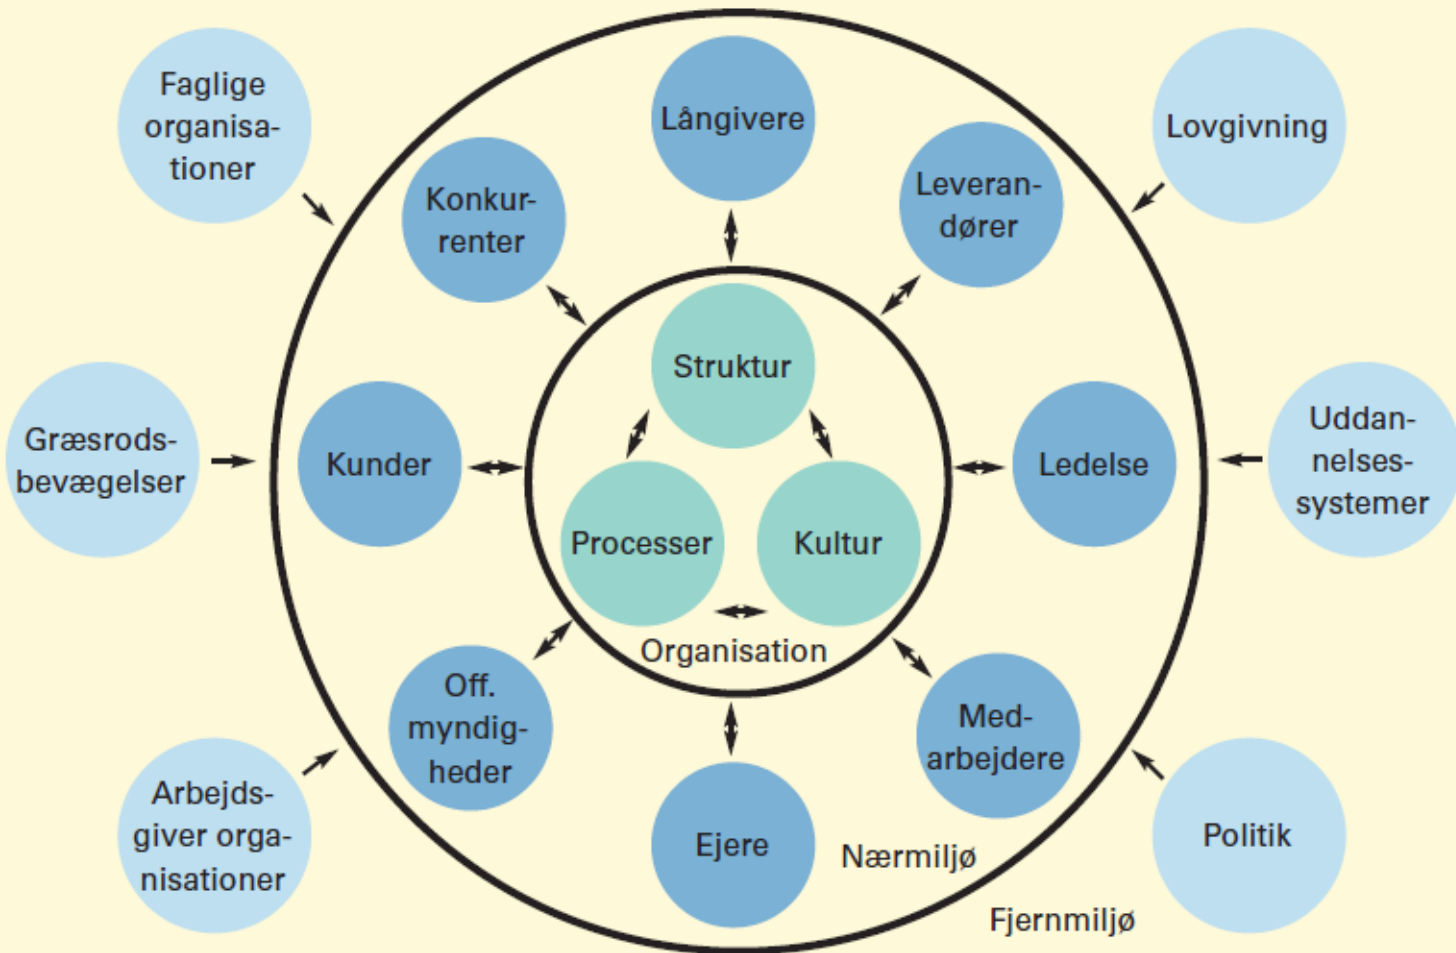 Faglige
organisa-
tioner
Långivere
Lovgivning
Konkur-
renter
Leveran-
dører
Struktur
Græsrods-
bevægelser
Kunder
Ledelse
Uddan-
nelses-
systemer
Processer
Kultur
Organisation
Off.
myndig-
heder
Med-
arbejdere
Arbejds-
giver orga-
nisationer
Ejere
Nærmiljø
Politik
Fjernmiljø